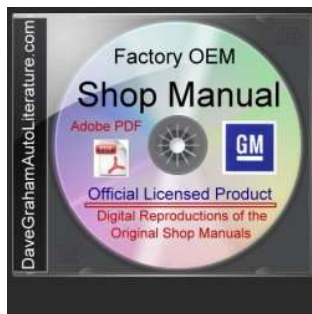 DaveGrahamAutoLiterature.com
Factory OEM
Shop Manual
Adobe PDF
GM
Official Licensed Product
Digital Reproductions of the
Original Shop Manuals